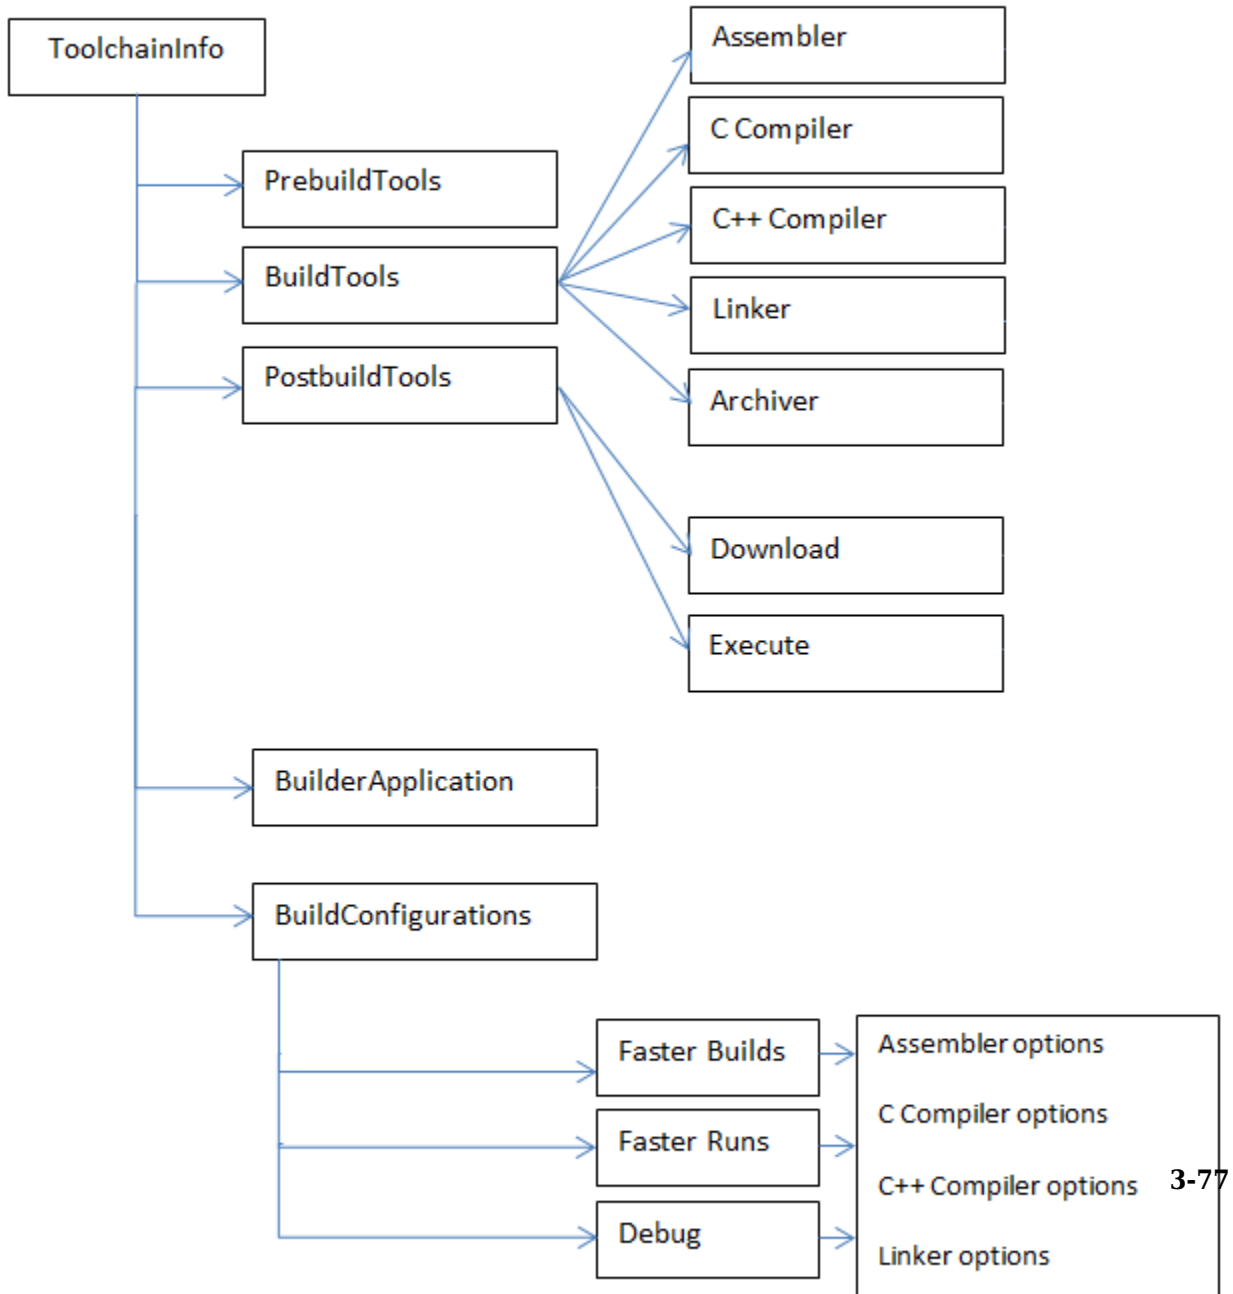 ToolchainInfo
Assembler
C Compiler
PrebuildTools
C++ Compiler
BuildTools
Linker
PostbuildTools
Archiver
Download
Execute
BuilderApplication
BuildConfigurations
Faster Builds
Assembler options
C Compiler options
Faster Runs
C++ Compiler options
3-77
Debug
Linker options